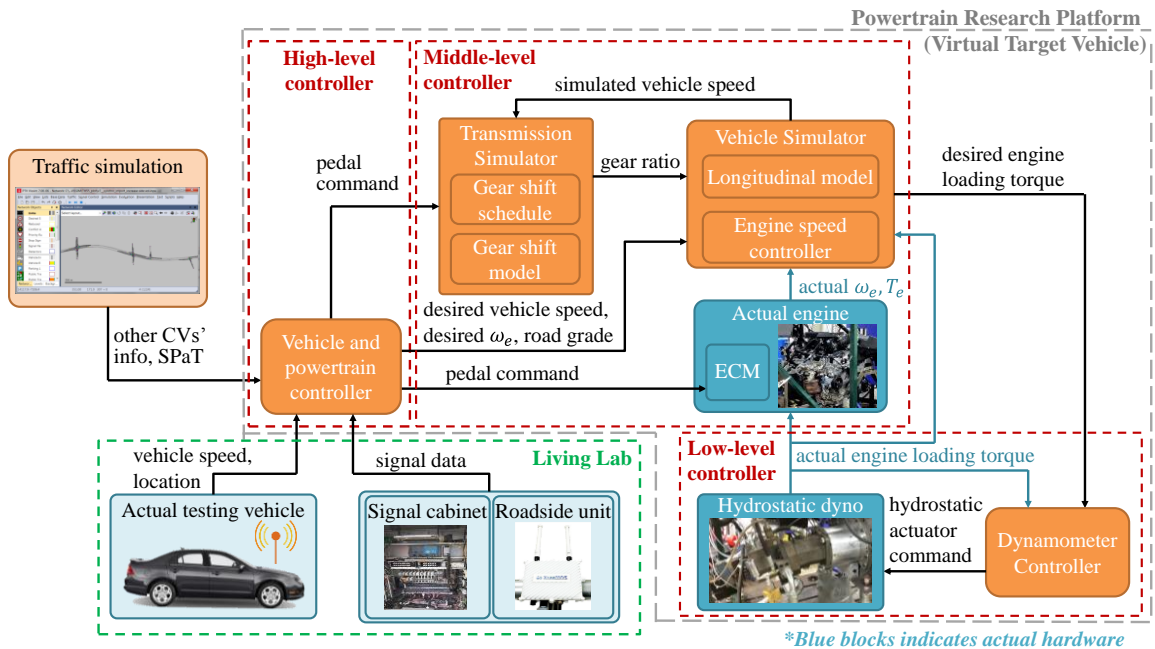 Powertrain Research Platform
(Virtual Target Vehicle)
High-level
controller
Middle-level
controller
simulated vehicle speed
Traffic simulation
pedal
command
Transmission
Simulator
Gear shift
schedule
Gear shift
model
gear ratio
Vehicle Simulator
Longitudinal model
Engine speed
controller
desired engine
loading torque
other CVs'
info, SPaT
Vehicle and
powertrain
controller
desired vehicle speed,
desired ωₑ, road grade
pedal command
actual ωₑ, Tₑ
Actual engine
ECM
Living Lab
vehicle speed,
location
signal data
Actual testing vehicle
Signal cabinet
Roadside unit
Low-level
controller
actual engine loading torque
Hydrostatic dyno
hydrostatic
actuator
command
Dynamometer
Controller
*Blue blocks indicates actual hardware